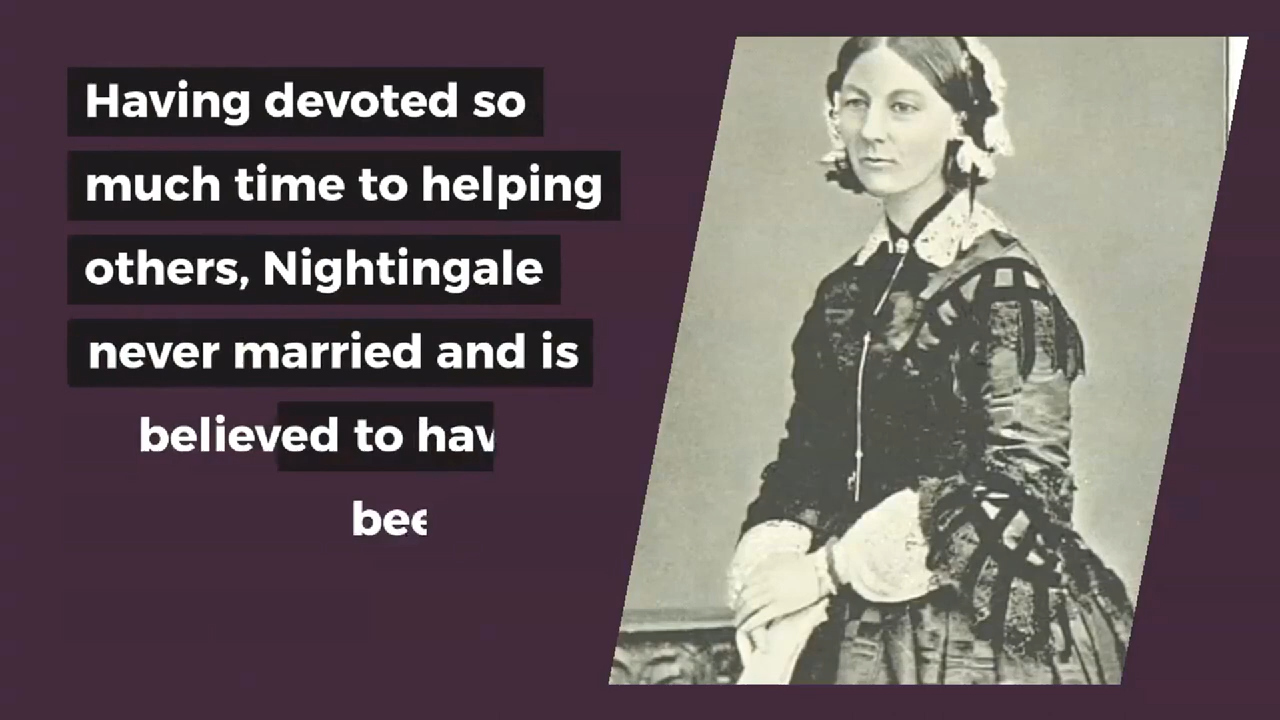 Having devoted so
much time to helping
others, Nightingale
never married and is
believed to hav
bee